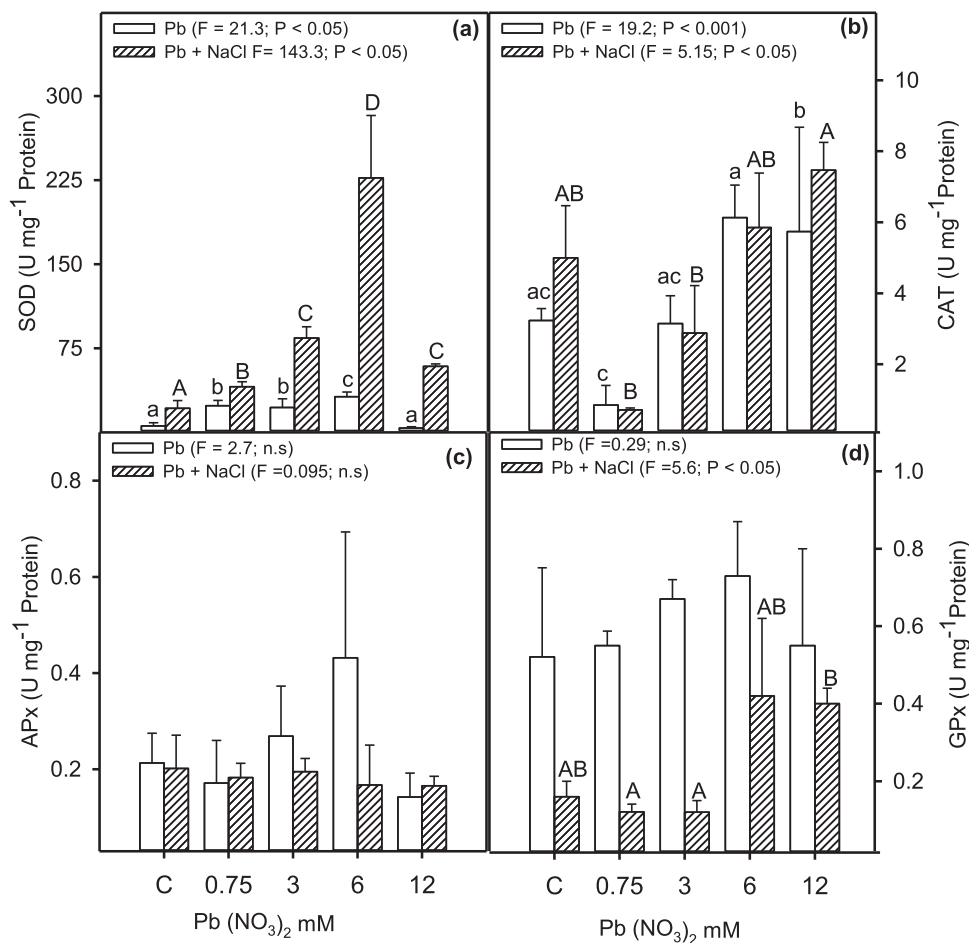 Pb (F = 21.3; P < 0.05)
Pb + NaCl F= 143.3; P < 0.05)
(a)
SOD (U mg⁻¹ Protein)
300
225
150
75
a
A
b
B
b
C
c
D
a
C
Pb (F = 19.2; P < 0.001)
Pb + NaCl (F = 5.15; P < 0.05)
(b)
CAT (U mg⁻¹Protein)
10
8
6
4
2
ac
AB
c
B
ac
B
a
AB
b
A
Pb (F = 2.7; n.s)
Pb + NaCl (F =0.095; n.s)
(c)
APx (U mg⁻¹ Protein)
0.8
0.6
0.4
0.2
C 0.75 3 6 12
Pb (NO₃)₂ mM
Pb (F =0.29; n.s)
Pb + NaCl (F =5.6; P < 0.05)
(d)
GPx (U mg⁻¹Protein)
1.0
0.8
0.6
0.4
0.2
AB
A
A
AB
B
C 0.75 3 6 12
Pb (NO₃)₂ mM